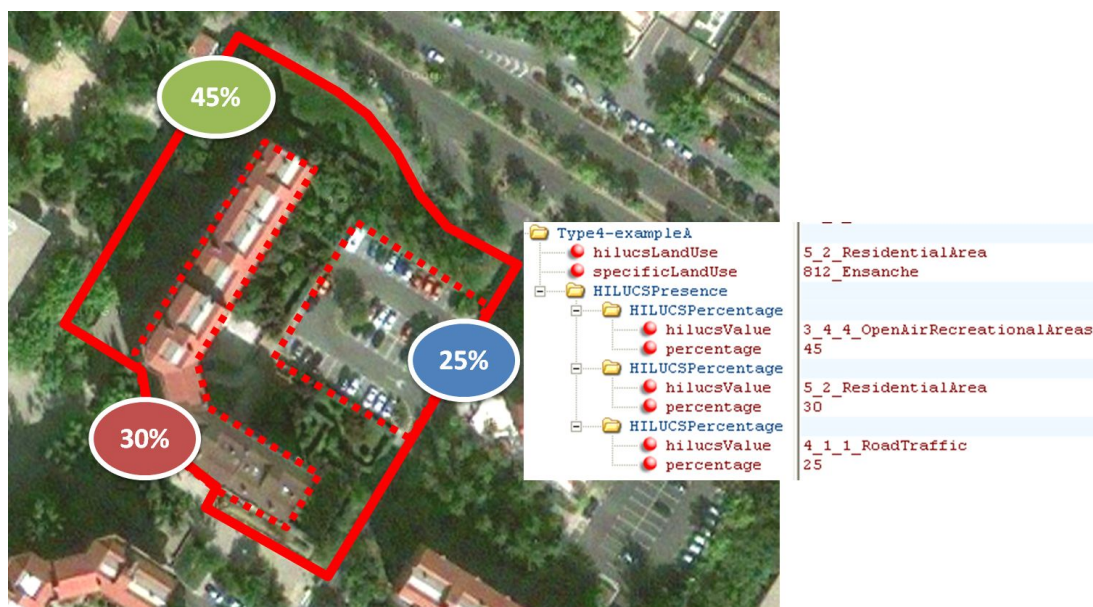 45%
25%
30%
Type4-exampleA
hilucsLandUse 5_2_ResidentialArea
specificLandUse 812_Ensanche
HILUCSPresence
HILUCSPercentage
hilucsValue 3_4_4_OpenAirRecreationalAreas
percentage 45
HILUCSPercentage
hilucsValue 5_2_ResidentialArea
percentage 30
HILUCSPercentage
hilucsValue 4_1_1_RoadTraffic
percentage 25